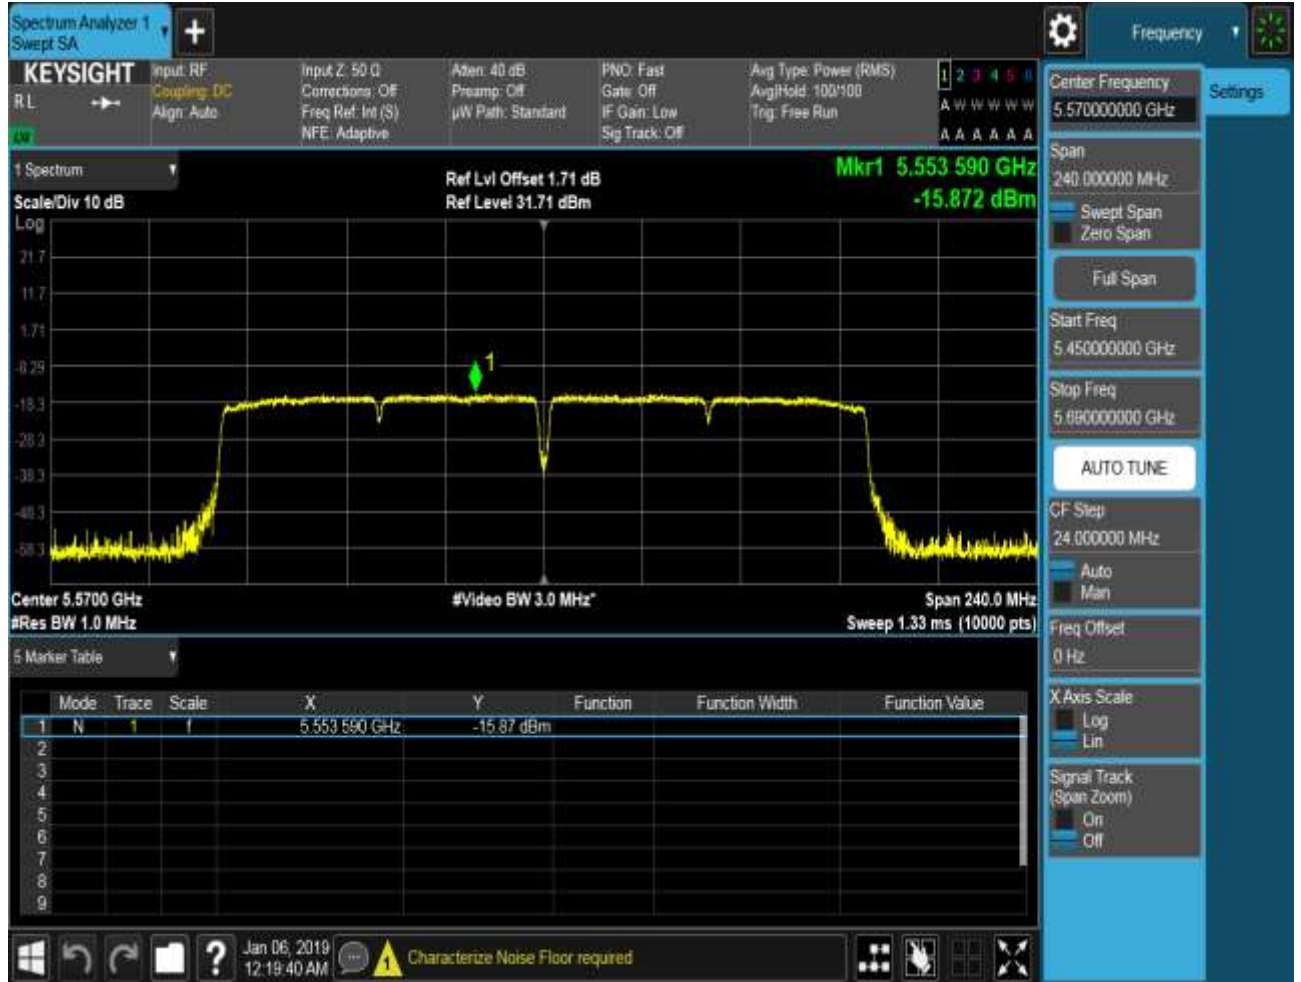 Spectrum Analyzer 1
Swept SA
+
Frequency
KEYSIGHT
R L
Input: RF
Coupling: DC
Align: Auto
Input Z: 50 Ω
Corrections: Off
Freq Ref: Int (S)
NFE: Adaptive
Atten: 40 dB
Preamp: Off
µW Path: Standard
PNO: Fast
Gate: Off
IF Gain: Low
Sig Track: Off
Avg Type: Power (RMS)
Avg|Hold: 100/100
Trig: Free Run
1 2 3 4 5 6
A W W W W W
A A A A A A
Center Frequency
5.570000000 GHz
Settings
Span
240.000000 MHz
Swept Span
Zero Span
Full Span
Start Freq
5.450000000 GHz
Stop Freq
5.690000000 GHz
AUTO TUNE
CF Step
24.000000 MHz
Auto
Man
Freq Offset
0 Hz
X Axis Scale
Log
Lin
Signal Track
(Span Zoom)
On
Off
1 Spectrum
Scale/Div 10 dB
Ref Lvl Offset 1.71 dB
Ref Level 31.71 dBm
Mkr1 5.553 590 GHz
-15.872 dBm
Log
21.7
11.7
1.71
-8.29
-18.3
-28.3
-38.3
-48.3
-58.3
1
Center 5.5700 GHz
#Res BW 1.0 MHz
#Video BW 3.0 MHz*
Span 240.0 MHz
Sweep 1.33 ms (10000 pts)
5 Marker Table
Mode Trace Scale X Y Function Function Width Function Value
1 N 1 f 5.553 590 GHz -15.87 dBm
2
3
4
5
6
7
8
9
?
Jan 06, 2019
12:19:40 AM
1
Characterize Noise Floor required